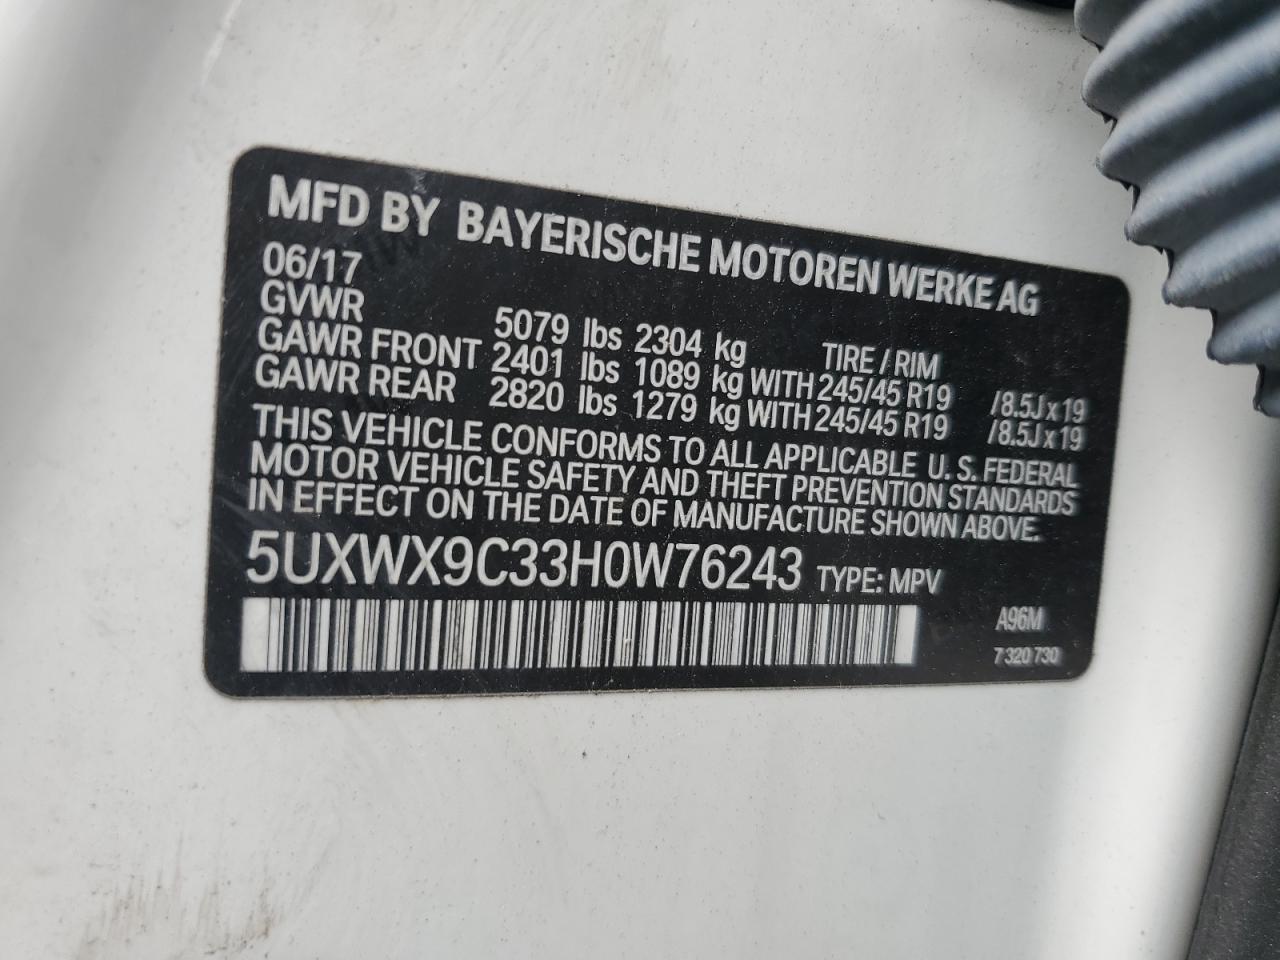 MFD BY BAYERISCHE MOTOREN WERKE AG
06/17
GVWR 5079 lbs 2304 kg TIRE / RIM
GAWR FRONT 2401 lbs 1089 kg WITH 245/45 R19 /8.5J x 19
GAWR REAR 2820 lbs 1279 kg WITH 245/45 R19 /8.5J x 19
THIS VEHICLE CONFORMS TO ALL APPLICABLE U. S. FEDERAL
MOTOR VEHICLE SAFETY AND THEFT PREVENTION STANDARDS
IN EFFECT ON THE DATE OF MANUFACTURE SHOWN ABOVE.
5UXWX9C33H0W76243 TYPE: MPV
A96M
7 320 730